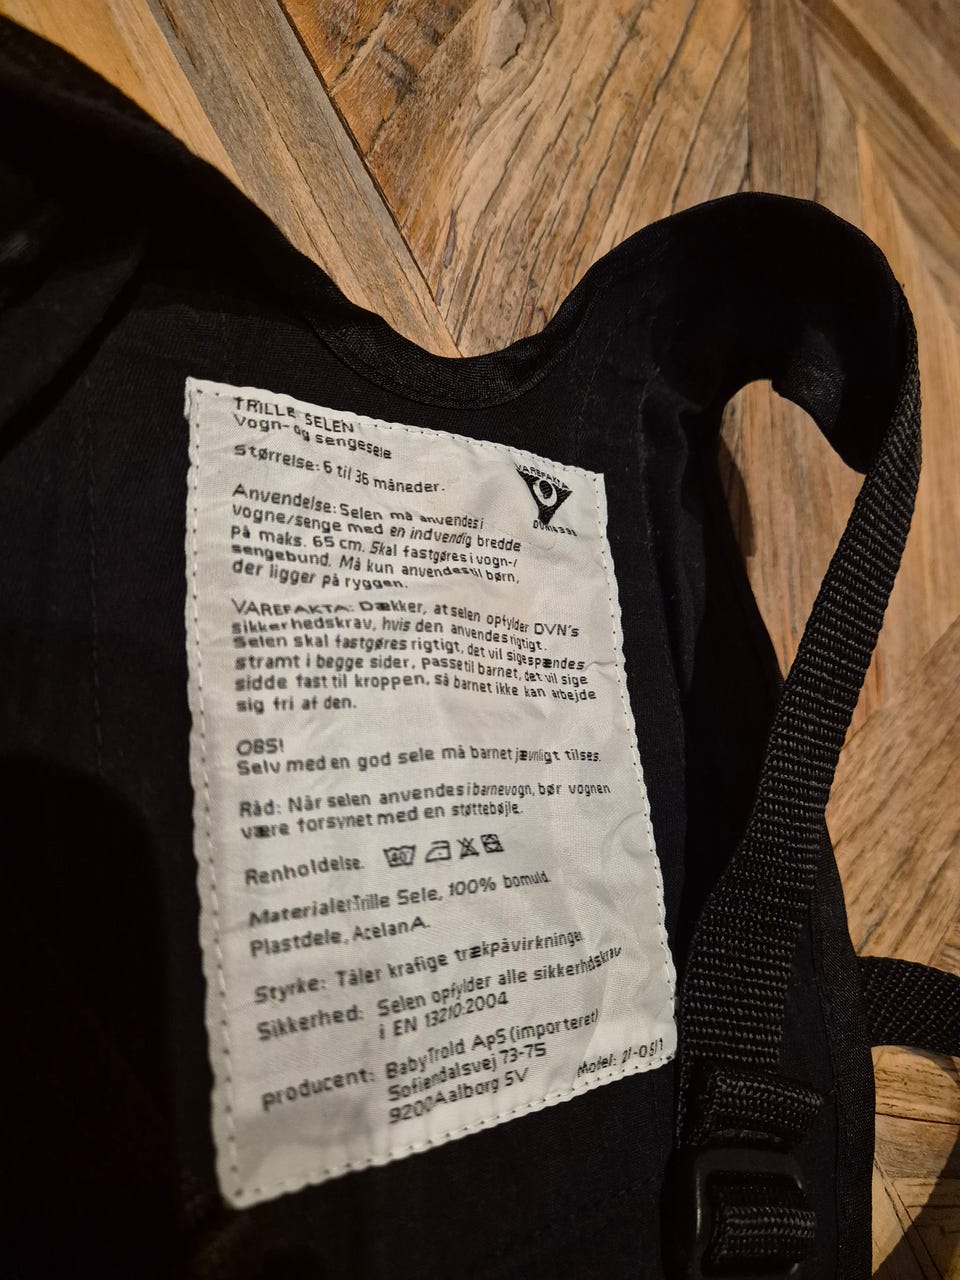 TRILLE SELEN
Vogn- og sengesele
Størrelse: 6 til 36 måneder.
VAREFAKTA
Anvendelse: Selen må anvendes i
vogne/senge med en indvendig bredde
på maks. 65 cm. Skal fastgøres i vogn-/
sengebund. Må kun anvendes til børn,
der ligger på ryggen.
VAREFAKTA: Dækker, at selen opfylder DVN's
sikkerhedskrav, hvis den anvendes rigtigt.
Selen skal fastgøres rigtigt, det vil sige spændes
stramt i begge sider, passe til barnet, det vil sige
sidde fast til kroppen, så barnet ikke kan arbejde
sig fri af den.
OBS!
Selv med en god sele må barnet jævnligt tilses.
Råd: Når selen anvendes i barnevogn, bør vognen
være forsynet med en støttebøjle.
Renholdelse.
Materialer: Trille Sele, 100% bomuld.
Plastdele, Acelan A.
Styrke: Tåler krafige trækpåvirkninger
Sikkerhed: Selen opfylder alle sikkerhdskrav
i EN 13210:2004
producent: BabyTrold ApS (importeret)
Sofiendalsvej 73-75
9200 Aalborg SV
Model: 21-0511